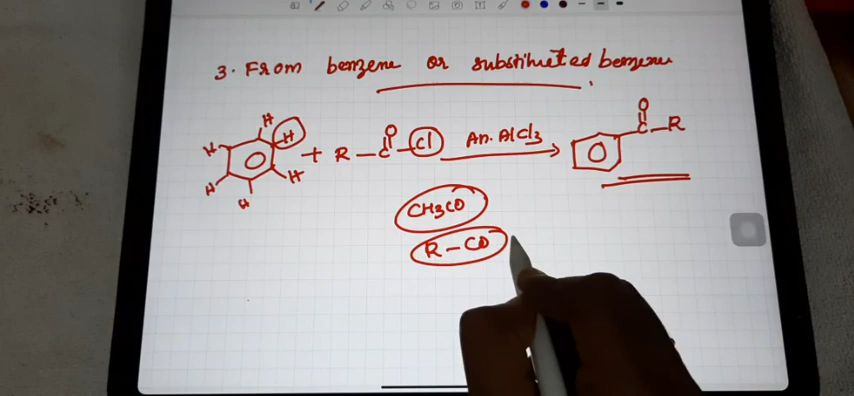 3. From benzene or substituted benzene
H H H H H H + R - C - Cl An. AlCl3 O C - R
O O
CH3CO
R - CO